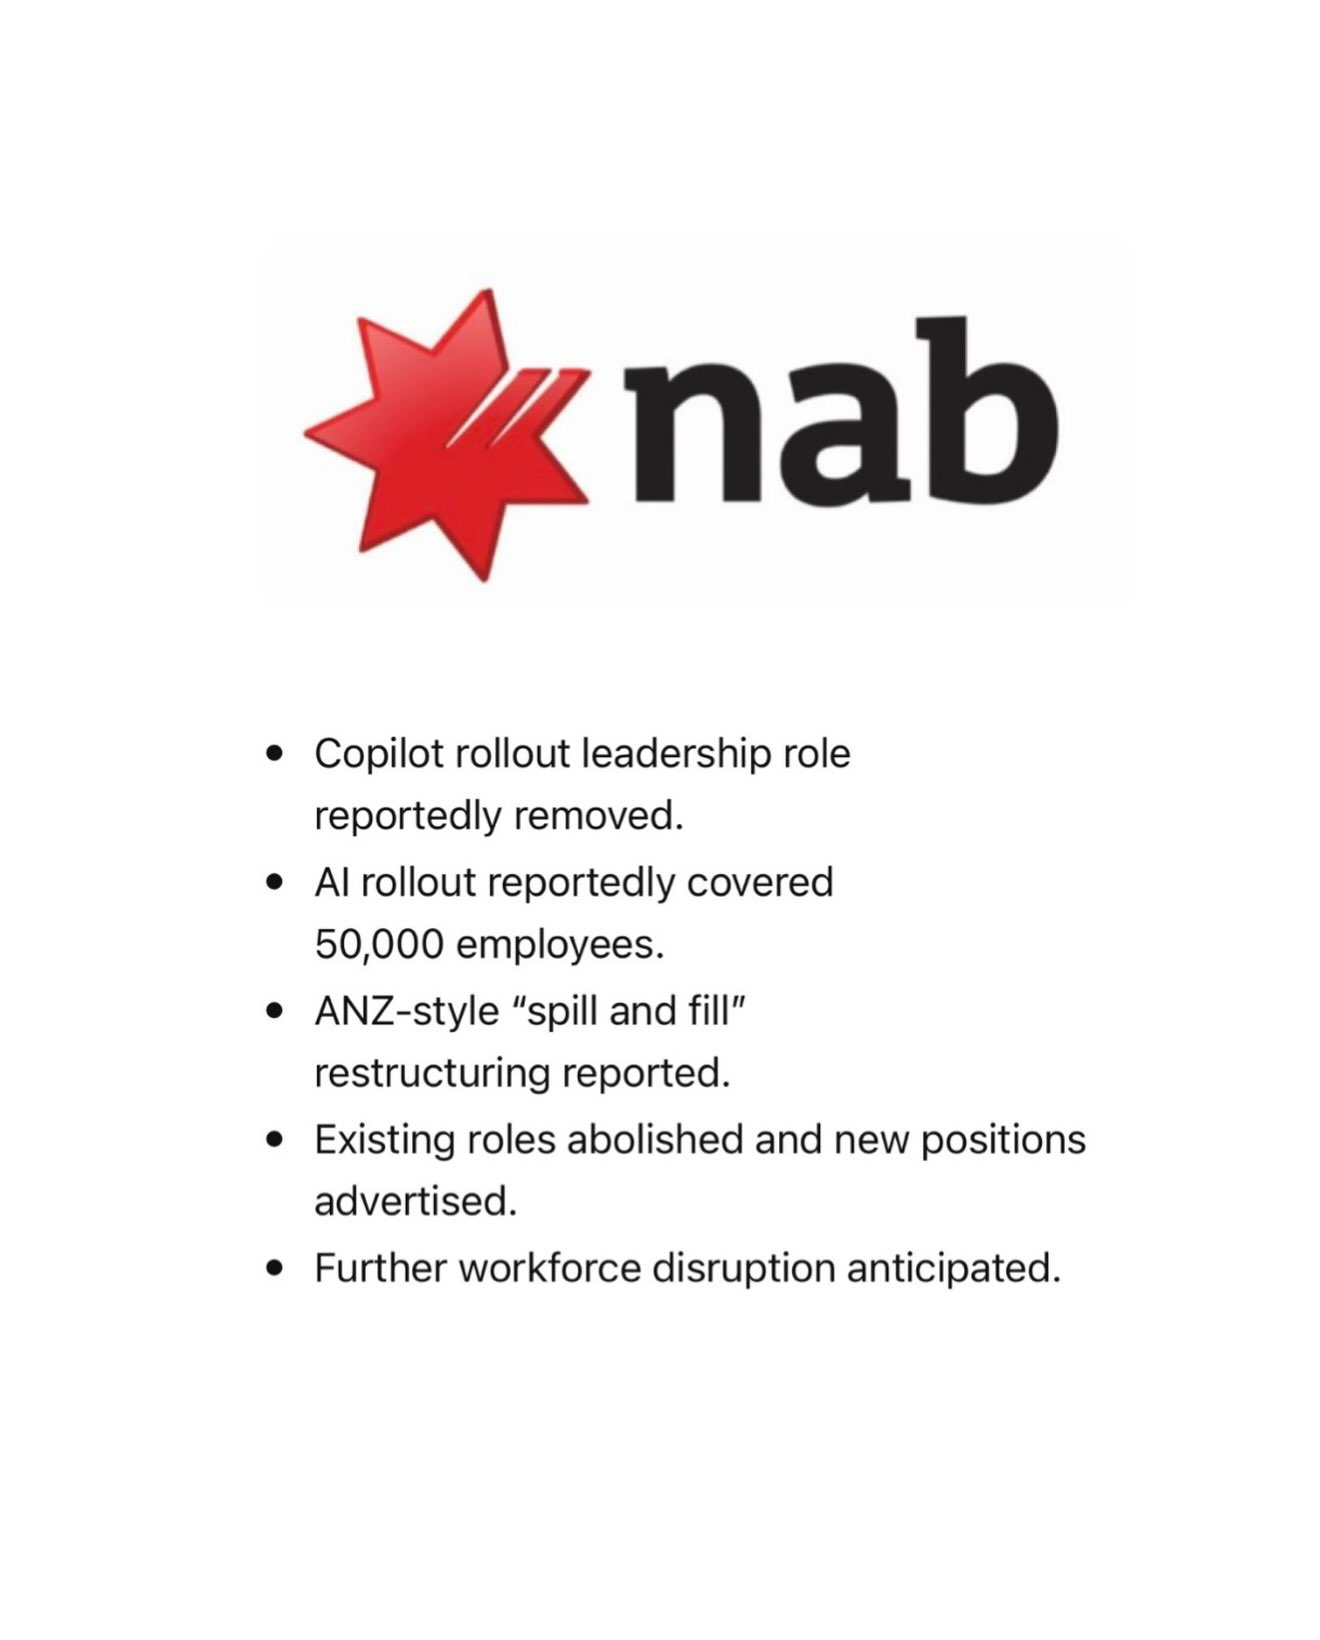 nab
• Copilot rollout leadership role
reportedly removed.
• AI rollout reportedly covered
50,000 employees.
• ANZ-style “spill and fill”
restructuring reported.
• Existing roles abolished and new positions
advertised.
• Further workforce disruption anticipated.